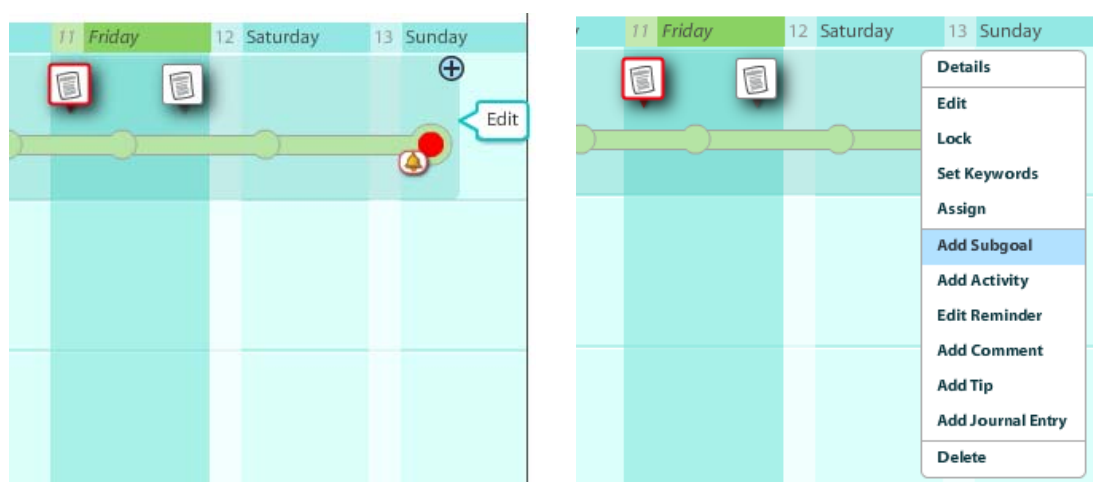 11 Friday 12 Saturday 13 Sunday
Edit
11 Friday 12 Saturday 13 Sunday
Details
Edit
Lock
Set Keywords
Assign
Add Subgoal
Add Activity
Edit Reminder
Add Comment
Add Tip
Add Journal Entry
Delete